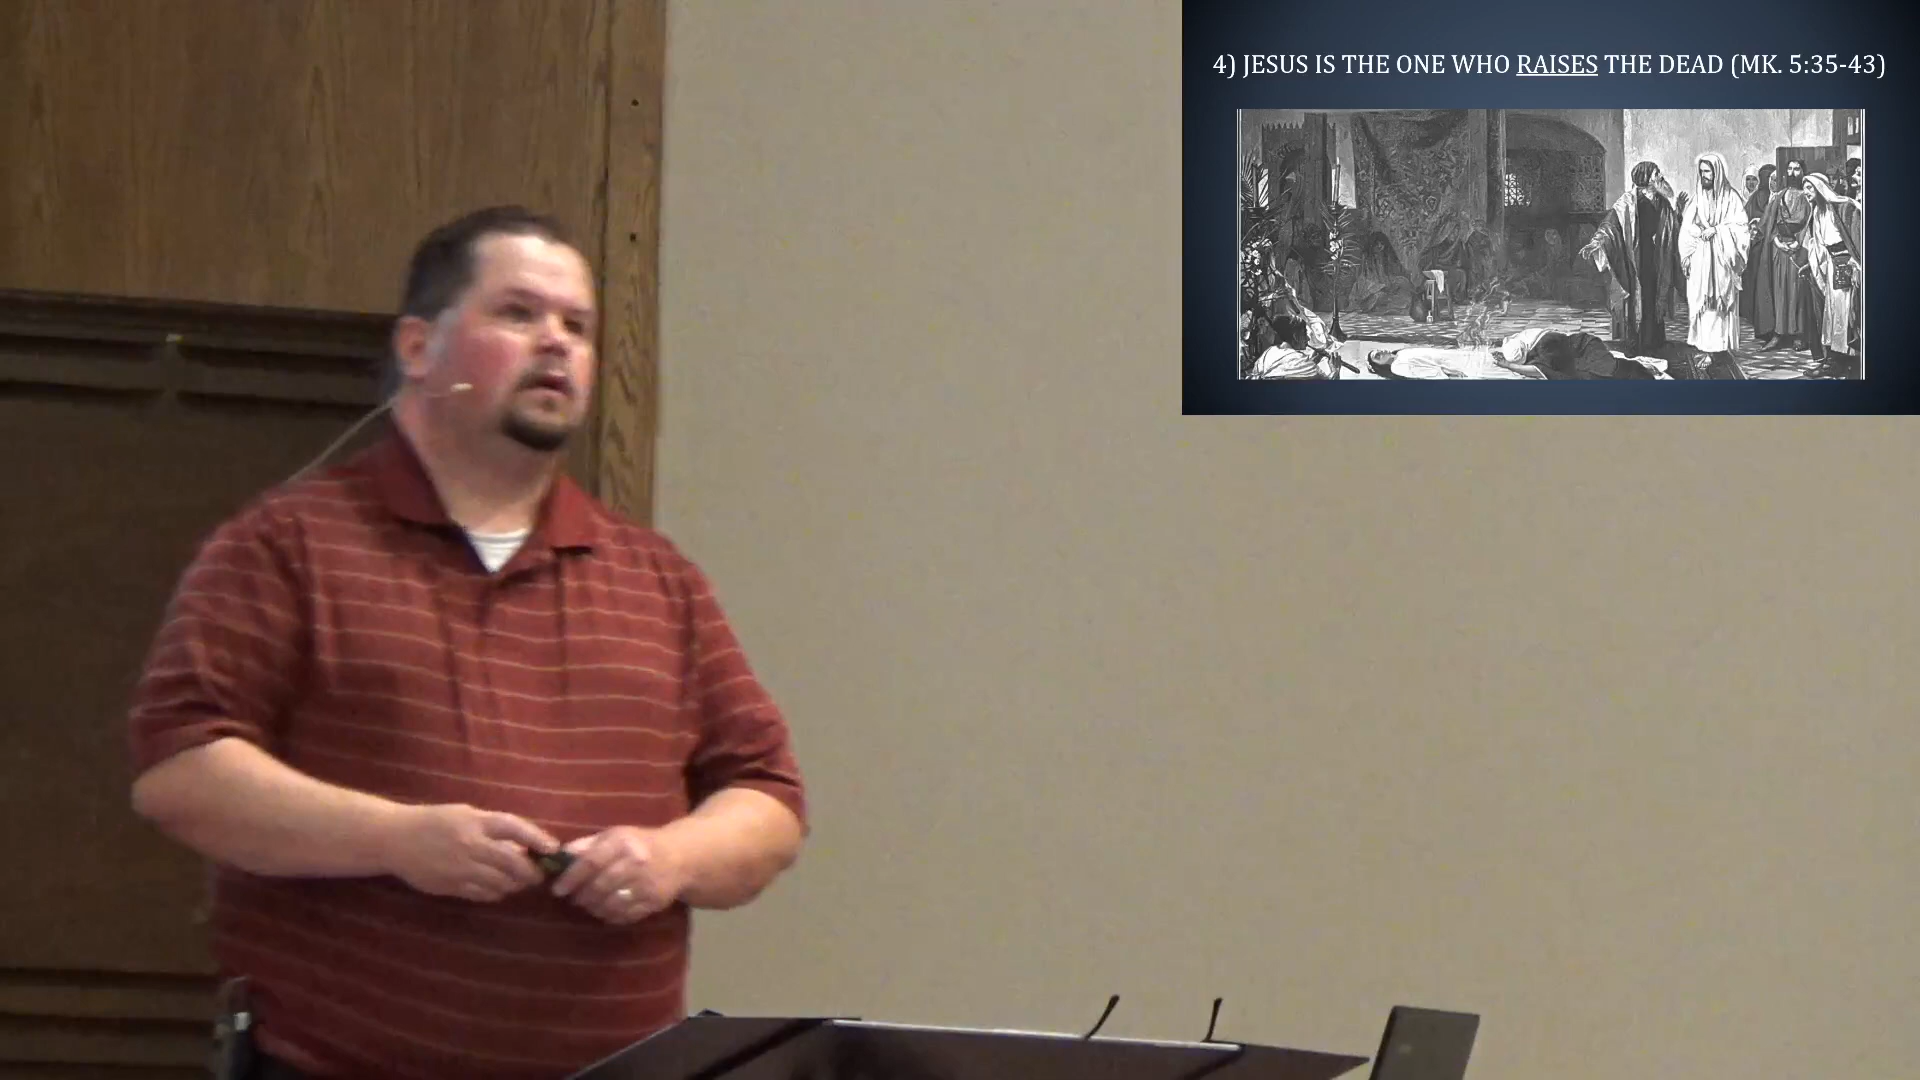 4) JESUS IS THE ONE WHO RAISES THE DEAD (MK. 5:35-43)